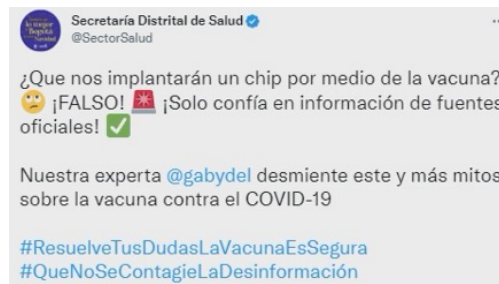 Secretaría Distrital de Salud
@SectorSalud
¿Que nos implantarán un chip por medio de la vacuna?
🙄 ¡FALSO! 🚨 ¡Solo confía en información de fuentes
oficiales! ✅
Nuestra experta @gabydel desmiente este y más mitos
sobre la vacuna contra el COVID-19
#ResuelveTusDudasLaVacunaEsSegura
#QueNoSeContagieLaDesinformación